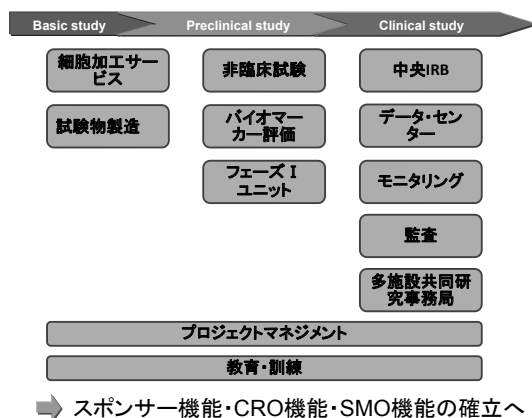 Basic study
Preclinical study
Clinical study
細胞加工サー
ビス
試験物製造
非臨床試験
バイオマー
カー評価
フェーズⅠ
ユニット
中央IRB
データ・セン
ター
モニタリング
監査
多施設共同研
究事務局
プロジェクトマネジメント
教育・訓練
スポンサー機能・CRO機能・SMO機能の確立へ